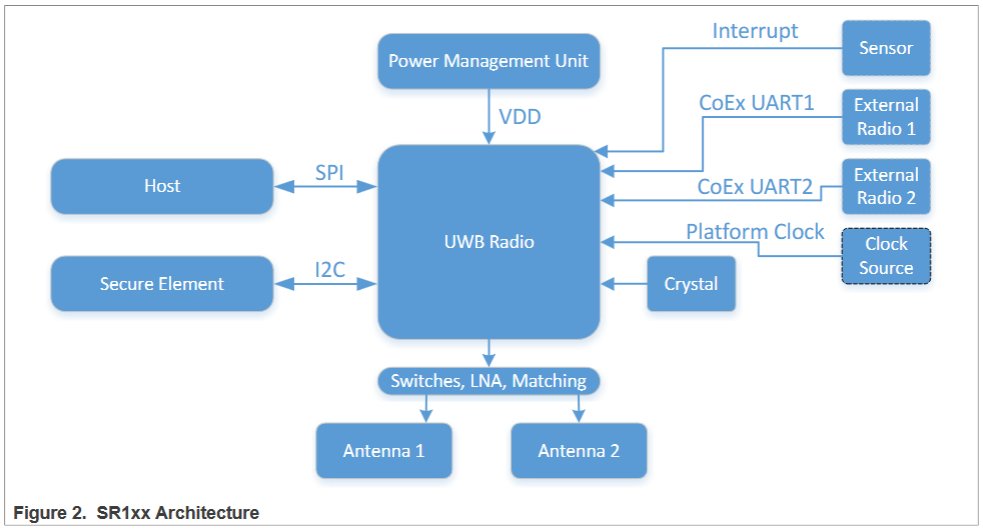 Interrupt
Sensor
Power Management Unit
CoEx UART1
External
Radio 1
VDD
SPI
Host
CoEx UART2
External
Radio 2
UWB Radio
Platform Clock
Clock
Source
I2C
Secure Element
Crystal
Switches, LNA, Matching
Antenna 1
Antenna 2
Figure 2. SR1xx Architecture